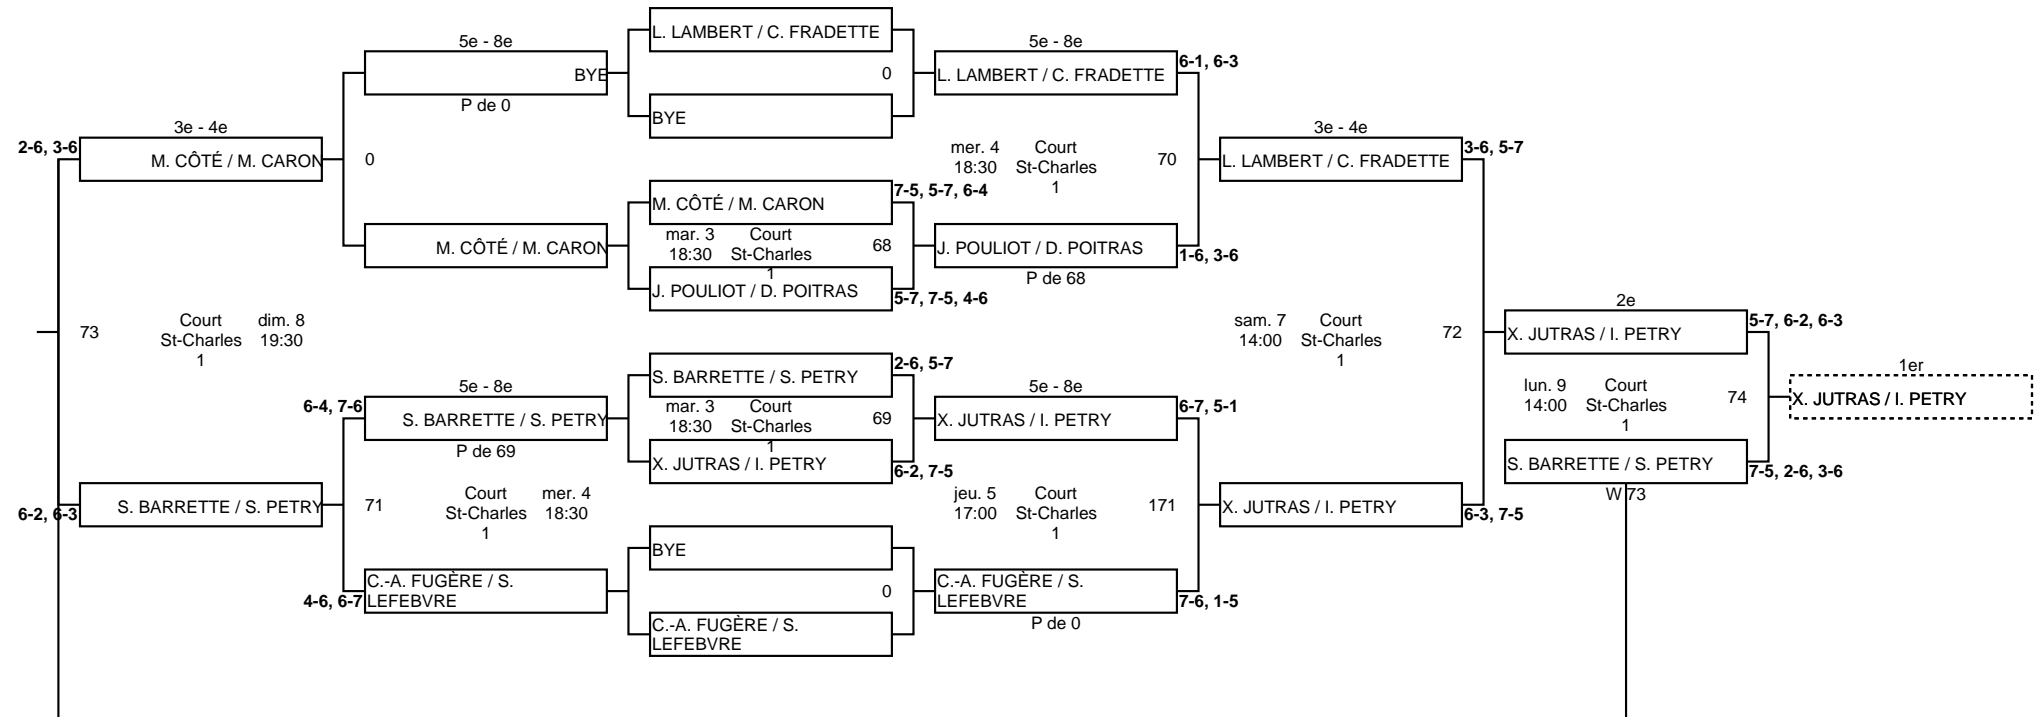 L. LAMBERT / C. FRADETTE
5e - 8e
5e - 8e
6-1, 6-3
BYE
0
L. LAMBERT / C. FRADETTE
P de 0
BYE
3e - 4e
3e - 4e
2-6, 3-6
M. CÔTÉ / M. CARON
0
mer. 4
18:30
Court
St-Charles
1
70
L. LAMBERT / C. FRADETTE
3-6, 5-7
7-5, 5-7, 6-4
M. CÔTÉ / M. CARON
M. CÔTÉ / M. CARON
mar. 3
18:30
Court
St-Charles
1
68
J. POULIOT / D. POITRAS
1-6, 3-6
P de 68
J. POULIOT / D. POITRAS
5-7, 7-5, 4-6
73
Court
St-Charles
1
dim. 8
19:30
sam. 7
14:00
Court
St-Charles
1
72
2e
X. JUTRAS / I. PETRY
5-7, 6-2, 6-3
S. BARRETTE / S. PETRY
2-6, 5-7
5e - 8e
5e - 8e
1er
6-4, 7-6
S. BARRETTE / S. PETRY
P de 69
mar. 3
18:30
Court
St-Charles
1
69
X. JUTRAS / I. PETRY
6-7, 5-1
lun. 9
14:00
Court
St-Charles
1
74
X. JUTRAS / I. PETRY
X. JUTRAS / I. PETRY
6-2, 7-5
S. BARRETTE / S. PETRY
7-5, 2-6, 3-6
W 73
S. BARRETTE / S. PETRY
6-2, 6-3
71
Court
St-Charles
1
mer. 4
18:30
jeu. 5
17:00
Court
St-Charles
1
171
X. JUTRAS / I. PETRY
6-3, 7-5
BYE
C.-A. FUGÈRE / S.
LEFEBVRE
4-6, 6-7
0
C.-A. FUGÈRE / S.
LEFEBVRE
7-6, 1-5
P de 0
C.-A. FUGÈRE / S.
LEFEBVRE